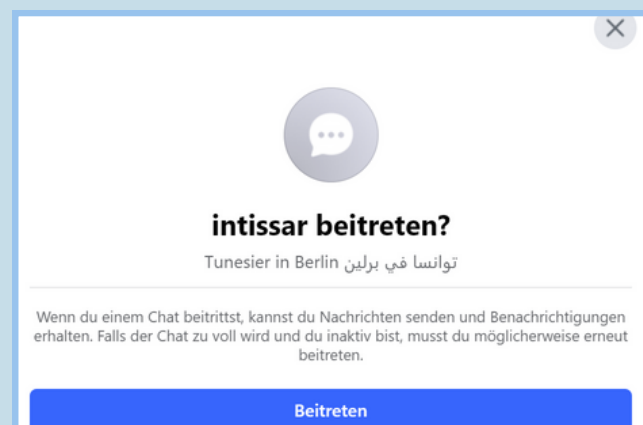 intissar beitreten?
Tunesier in Berlin توانسا في برلين
Wenn du einem Chat beitrittst, kannst du Nachrichten senden und Benachrichtigungen
erhalten. Falls der Chat zu voll wird und du inaktiv bist, musst du möglicherweise erneut
beitreten.
Beitreten